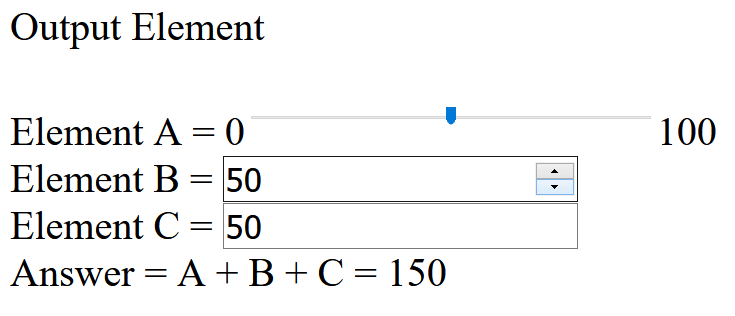 Output Element
Element A = 0 100
Element B = 50
Element C = 50
Answer = A + B + C = 150